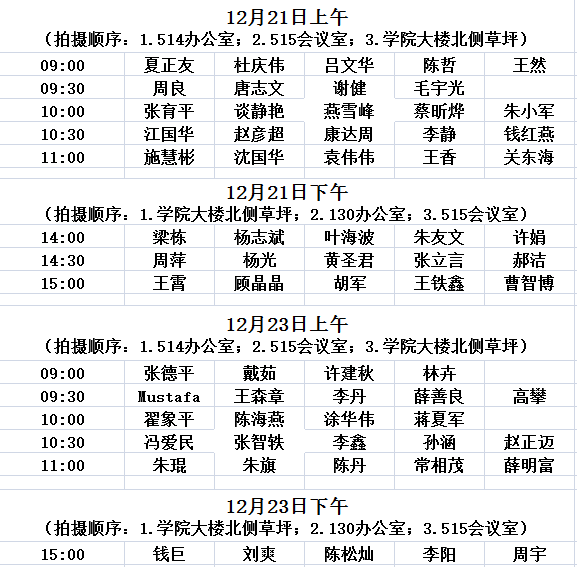 12月21日上午
（拍摄顺序：1.514办公室；2.515会议室；3.学院大楼北侧草坪）
09:00 夏正友 杜庆伟 吕文华 陈哲 王然
09:30 周良 唐志文 谢健 毛宇光
10:00 张育平 谈静艳 燕雪峰 蔡昕烨 朱小军
10:30 江国华 赵彦超 康达周 李静 钱红燕
11:00 施慧彬 沈国华 袁伟伟 王香 关东海
12月21日下午
（拍摄顺序：1.学院大楼北侧草坪；2.130办公室；3.515会议室）
14:00 梁栋 杨志斌 叶海波 朱友文 许娟
14:30 周萍 杨光 黄圣君 张立言 郝洁
15:00 王霄 顾晶晶 胡军 王铁鑫 曹智博
12月23日上午
（拍摄顺序：1.514办公室；2.515会议室；3.学院大楼北侧草坪）
09:00 张德平 戴茹 许建秋 林卉
09:30 Mustafa 王森章 李丹 薛善良 高攀
10:00 翟象平 陈海燕 徐华伟 蒋夏军
10:30 冯爱民 张智轶 李鑫 孙涵 赵正迈
11:00 朱琨 朱旗 陈丹 常相茂 薛明富
12月23日下午
（拍摄顺序：1.学院大楼北侧草坪；2.130办公室；3.515会议室）
15:00 钱巨 刘爽 陈松灿 李阳 周宇